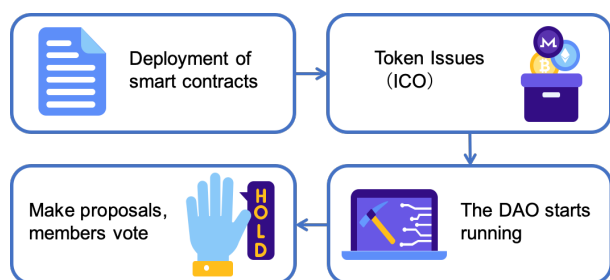 Deployment of
smart contracts
Token Issues
（ICO）
The DAO starts
running
Make proposals,
members vote
HOLD